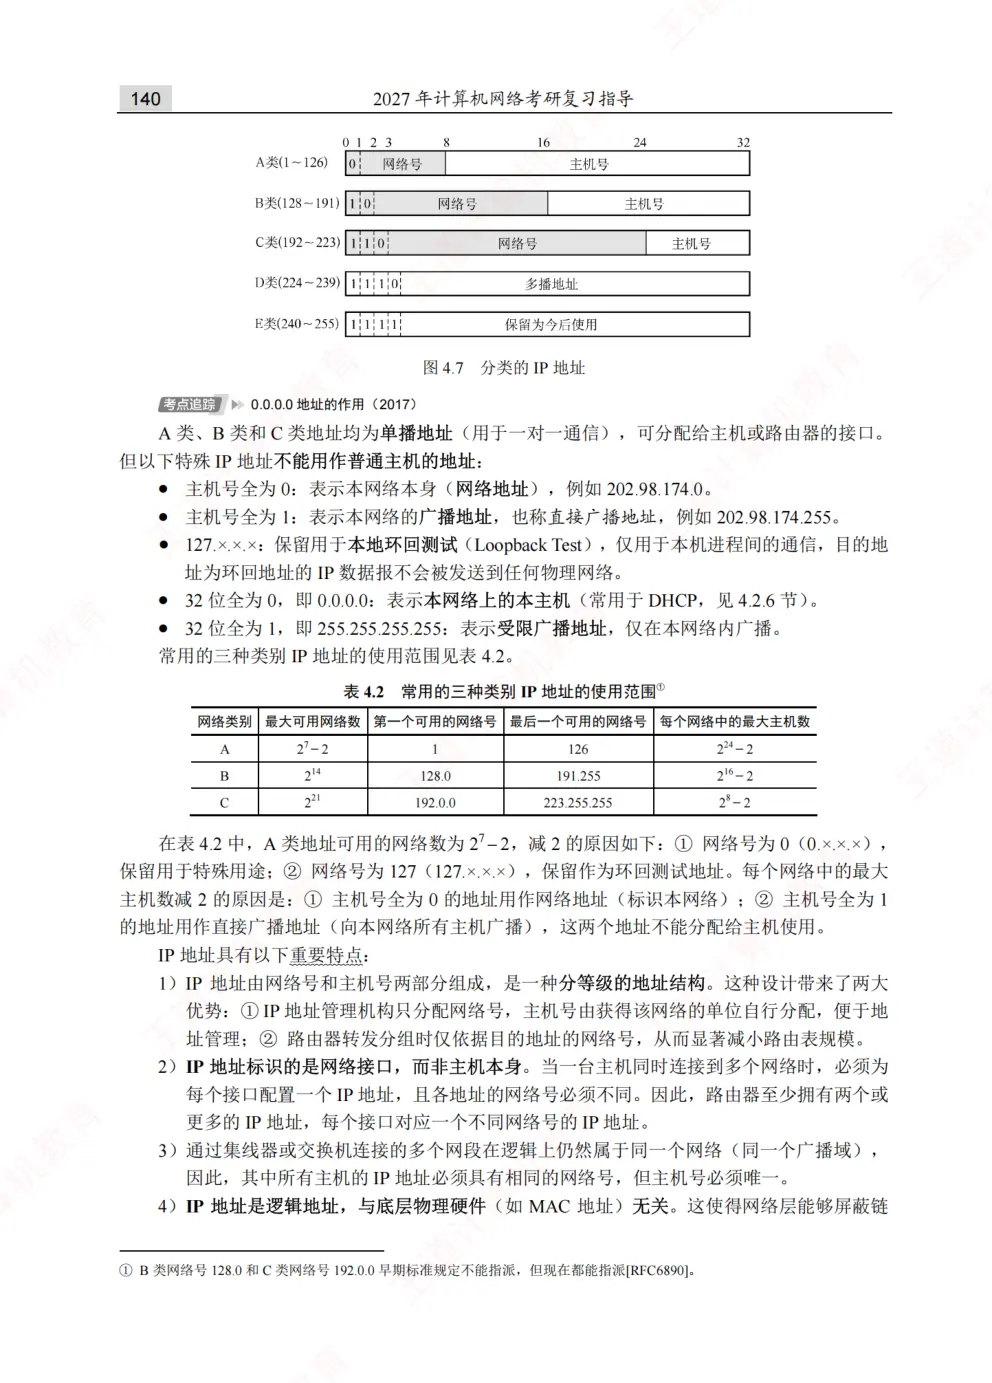 140
2027 年计算机网络考研复习指导
0 1 2 3 8 16 24 32
A类(1～126) 0 网络号 主机号
B类(128～191) 1 0 网络号 主机号
C类(192～223) 1 1 0 网络号 主机号
D类(224～239) 1 1 1 0 多播地址
E类(240～255) 1 1 1 1 保留为今后使用
图 4.7 分类的 IP 地址
考点追踪 0.0.0.0 地址的作用（2017）
A 类、B 类和 C 类地址均为单播地址（用于一对一通信），可分配给主机或路由器的接口。
但以下特殊 IP 地址不能用作普通主机的地址：
● 主机号全为 0：表示本网络本身（网络地址），例如 202.98.174.0。
● 主机号全为 1：表示本网络的广播地址，也称直接广播地址，例如 202.98.174.255。
● 127.×.×.×：保留用于本地环回测试（Loopback Test），仅用于本机进程间的通信，目的地
址为环回地址的 IP 数据报不会被发送到任何物理网络。
● 32 位全为 0，即 0.0.0.0：表示本网络上的本主机（常用于 DHCP，见 4.2.6 节）。
● 32 位全为 1，即 255.255.255.255：表示受限广播地址，仅在本网络内广播。
常用的三种类别 IP 地址的使用范围见表 4.2。
表 4.2 常用的三种类别 IP 地址的使用范围①
网络类别 最大可用网络数 第一个可用的网络号 最后一个可用的网络号 每个网络中的最大主机数
A 2⁷－2 1 126 2²⁴－2
B 2¹⁴ 128.0 191.255 2¹⁶－2
C 2²¹ 192.0.0 223.255.255 2⁸－2
在表 4.2 中，A 类地址可用的网络数为 2⁷－2，减 2 的原因如下：① 网络号为 0（0.×.×.×），
保留用于特殊用途；② 网络号为 127（127.×.×.×），保留作为环回测试地址。每个网络中的最大
主机数减 2 的原因是：① 主机号全为 0 的地址用作网络地址（标识本网络）；② 主机号全为 1
的地址用作直接广播地址（向本网络所有主机广播），这两个地址不能分配给主机使用。
IP 地址具有以下重要特点：
1）IP 地址由网络号和主机号两部分组成，是一种分等级的地址结构。这种设计带来了两大
优势：① IP 地址管理机构只分配网络号，主机号由获得该网络的单位自行分配，便于地
址管理；② 路由器转发分组时仅依据目的地址的网络号，从而显著减小路由表规模。
2）IP 地址标识的是网络接口，而非主机本身。当一台主机同时连接到多个网络时，必须为
每个接口配置一个 IP 地址，且各地址的网络号必须不同。因此，路由器至少拥有两个或
更多的 IP 地址，每个接口对应一个不同网络号的 IP 地址。
3）通过集线器或交换机连接的多个网段在逻辑上仍然属于同一个网络（同一个广播域），
因此，其中所有主机的 IP 地址必须具有相同的网络号，但主机号必须唯一。
4）IP 地址是逻辑地址，与底层物理硬件（如 MAC 地址）无关。这使得网络层能够屏蔽链
① B 类网络号 128.0 和 C 类网络号 192.0.0 早期标准规定不能指派，但现在都能指派[RFC6890]。